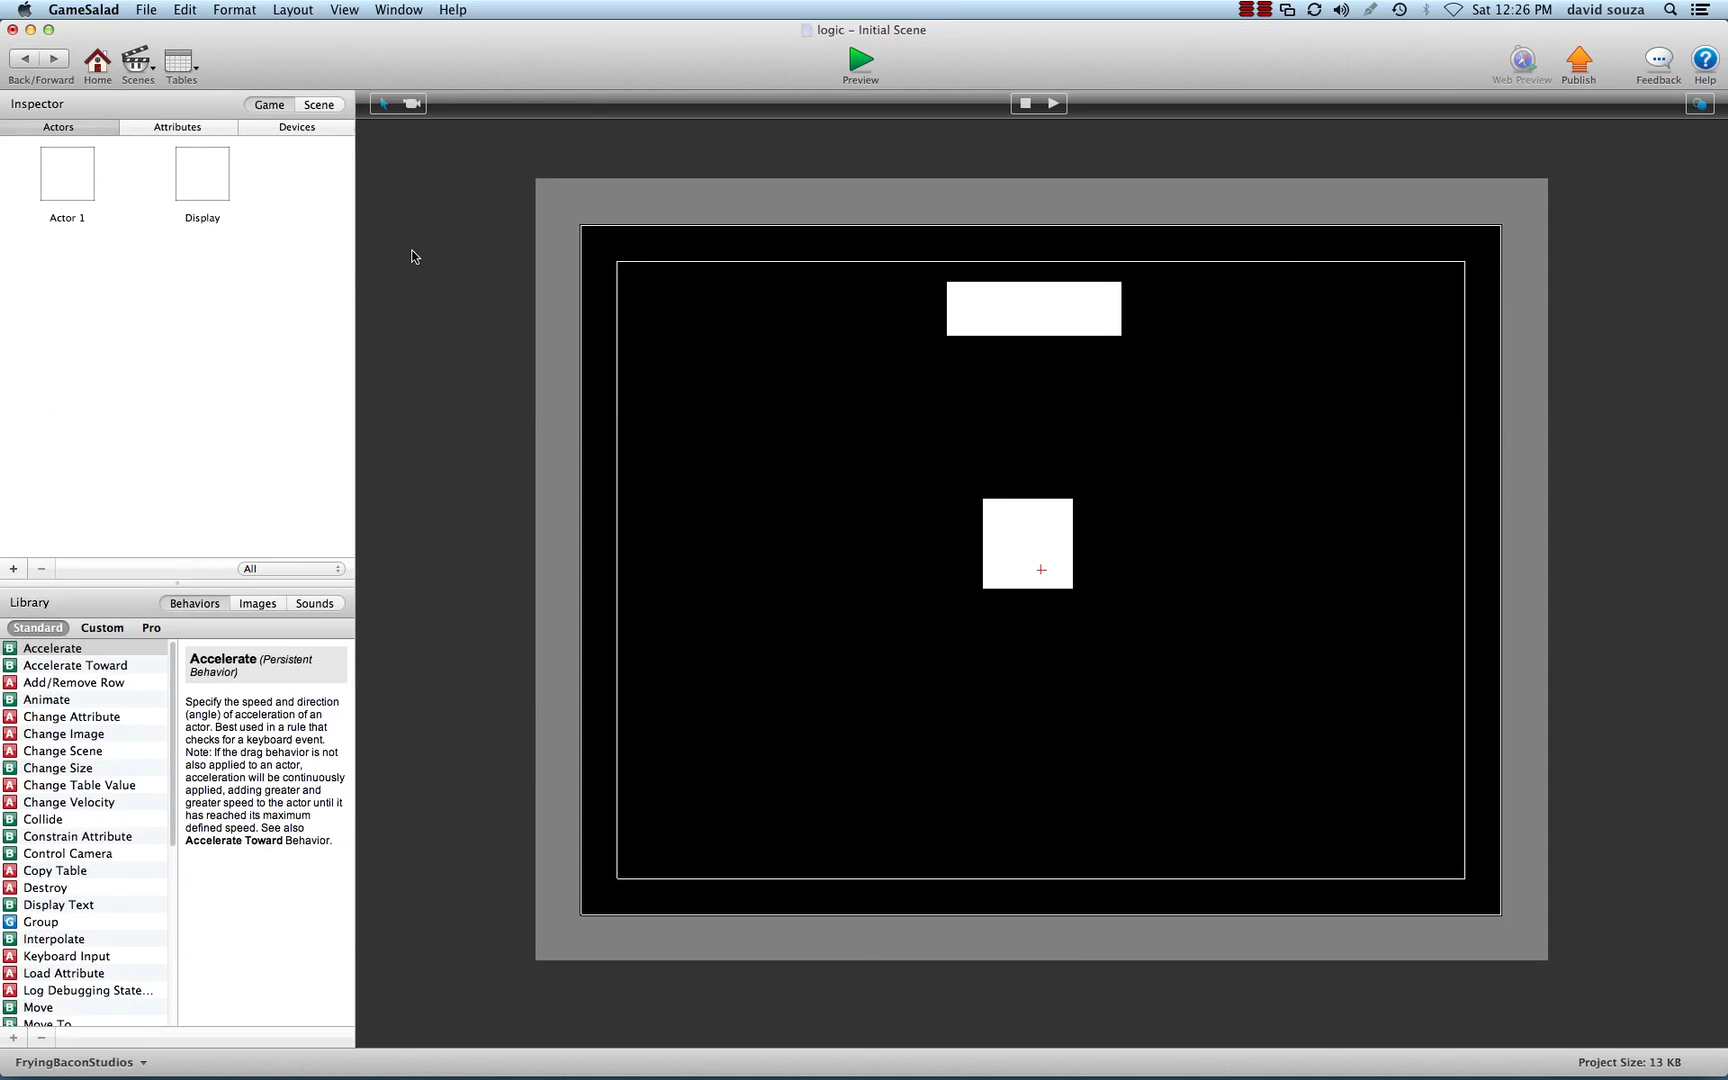 GameSalad File Edit Format Layout View Window Help Sat 12:26 PM david souza
logic – Initial Scene
Back/Forward Home Scenes Tables Preview Web Preview Publish Feedback Help
Inspector Game Scene
Actors Attributes Devices
Actor 1 Display
+ − All
Library Behaviors Images Sounds
Standard Custom Pro
B Accelerate
B Accelerate Toward
A Add/Remove Row
B Animate
A Change Attribute
A Change Image
A Change Scene
B Change Size
A Change Table Value
A Change Velocity
B Collide
B Constrain Attribute
B Control Camera
A Copy Table
A Destroy
B Display Text
G Group
B Interpolate
A Keyboard Input
A Load Attribute
A Log Debugging State...
B Move
B Move To
Accelerate (Persistent
Behavior)
Specify the speed and direction
(angle) of acceleration of an
actor. Best used in a rule that
checks for a keyboard event.
Note: If the drag behavior is not
also applied to an actor,
acceleration will be continuously
applied, adding greater and
greater speed to the actor until it
has reached its maximum
defined speed. See also
Accelerate Toward Behavior.
+ −
FryingBaconStudios Project Size: 13 KB